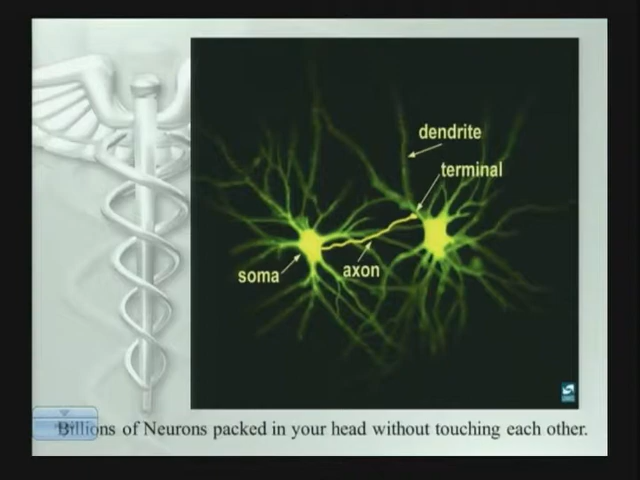 dendrite
terminal
soma
axon
Billions of Neurons packed in your head without touching each other.